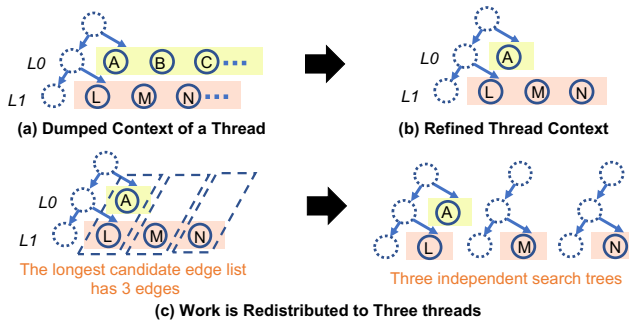 L0
A B C ...
L1
L M N ...
(a) Dumped Context of a Thread
L0
A
L1
L M N
(b) Refined Thread Context
L0
A
L1
L M N
The longest candidate edge list
has 3 edges
A
L M N
Three independent search trees
(c) Work is Redistributed to Three threads